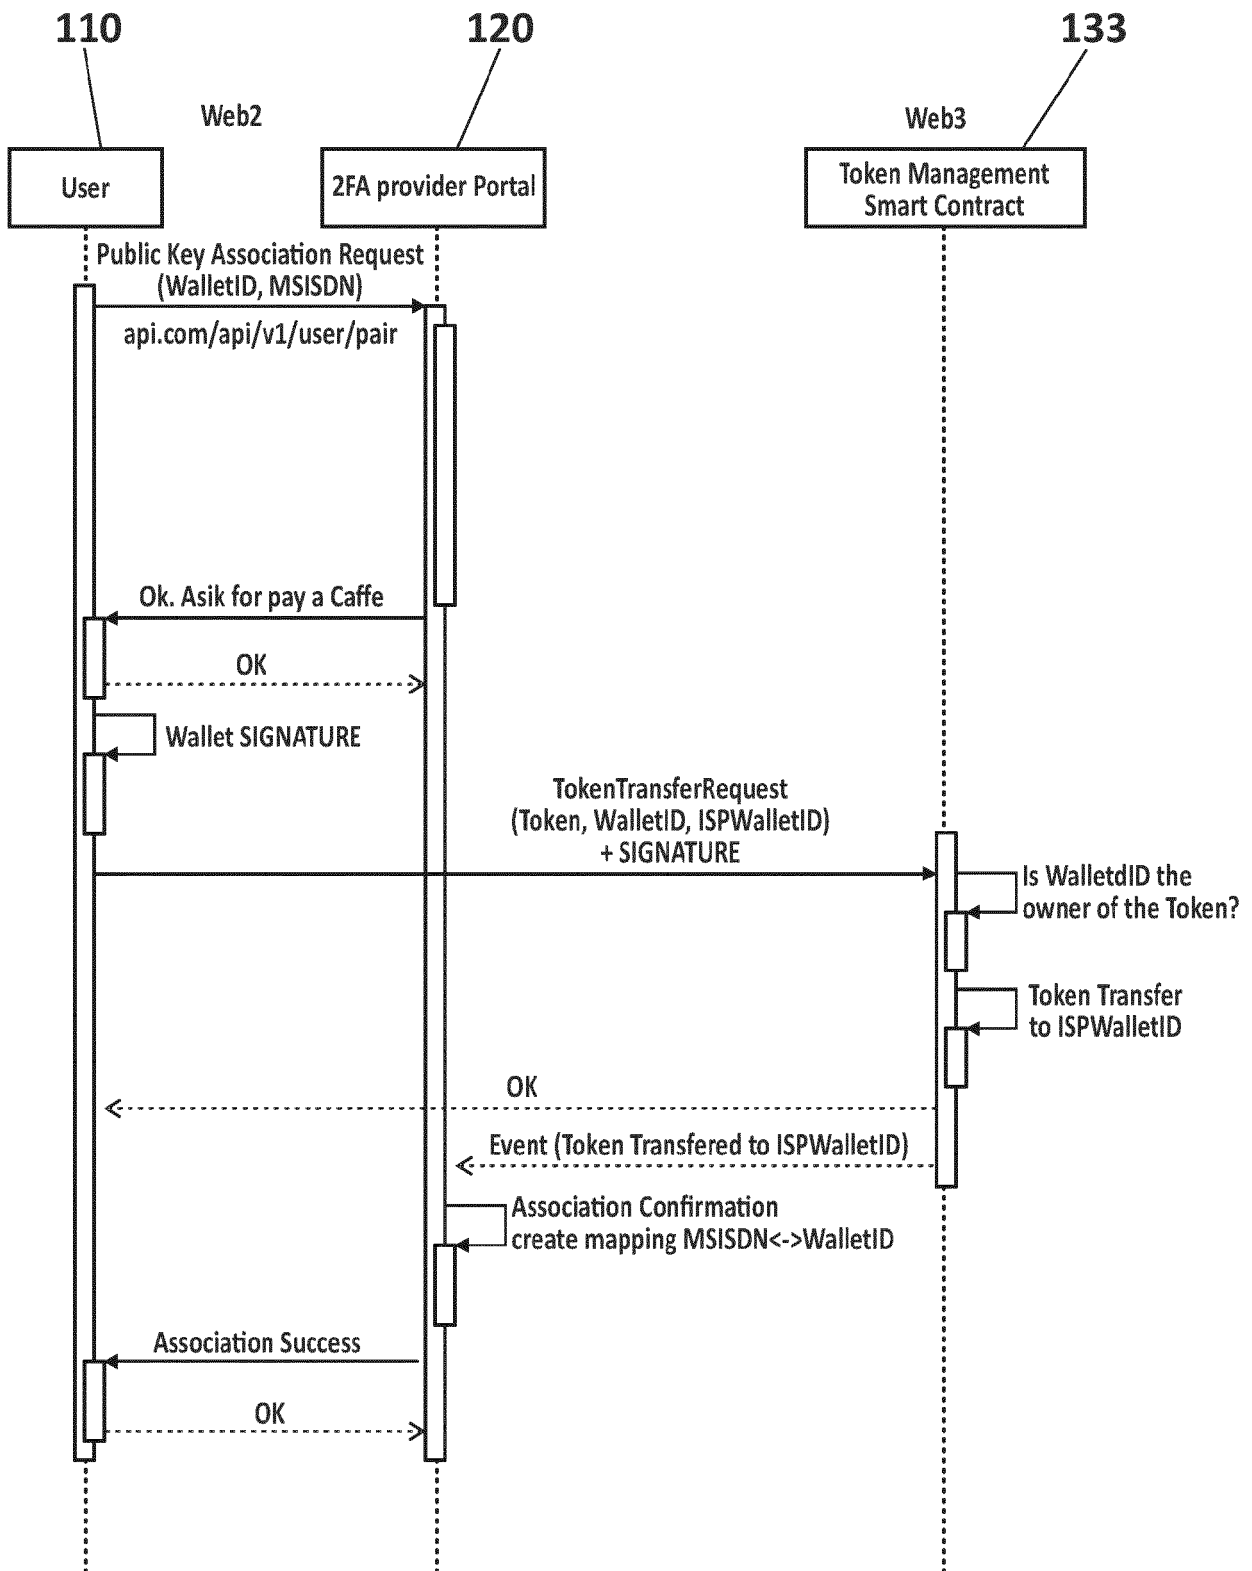 110
120
133
Web2
Web3
User
2FA provider Portal
Token Management
Smart Contract
Public Key Association Request
(WalletID, MSISDN)
api.com/api/v1/user/pair
Ok. Asik for pay a Caffe
OK
Wallet SIGNATURE
TokenTransferRequest
(Token, WalletID, ISPWalletID)
+ SIGNATURE
Is WalletdID the
owner of the Token?
Token Transfer
to ISPWalletID
OK
Event (Token Transfered to ISPWalletID)
Association Confirmation
create mapping MSISDN<->WalletID
Association Success
OK